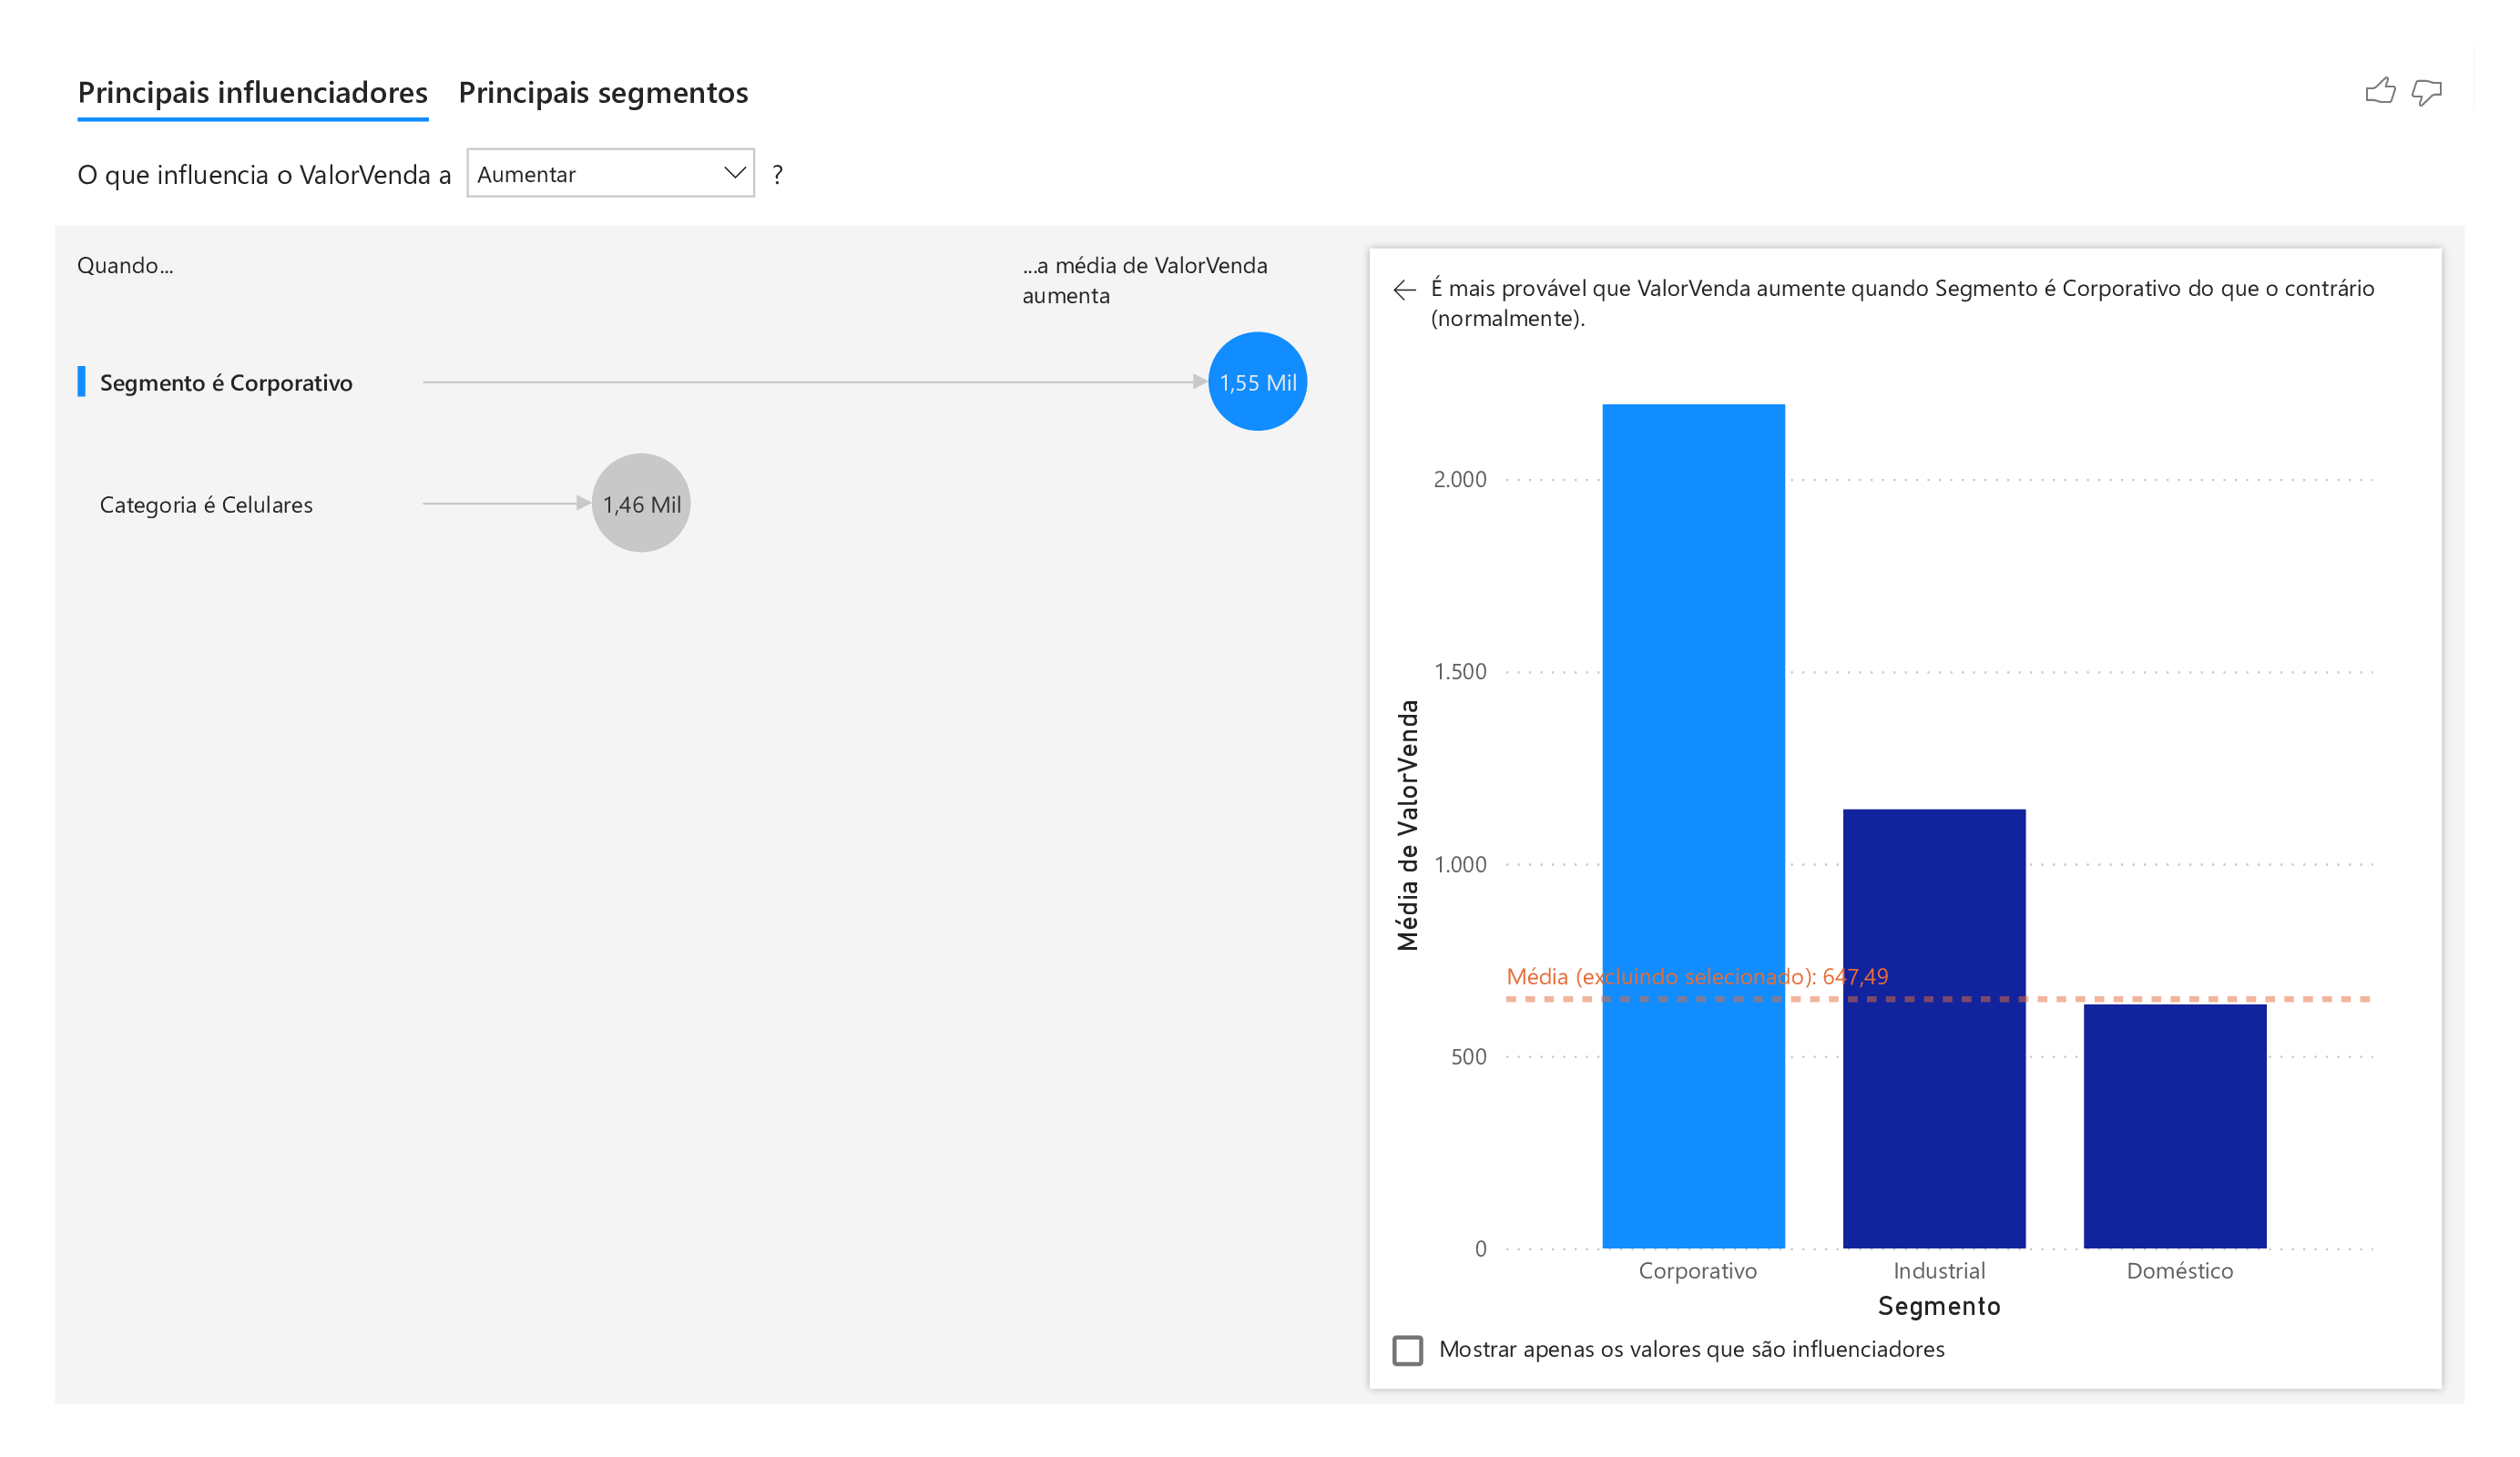 Principais influenciadores Principais segmentos
O que influencia o ValorVenda a Aumentar ?
Quando...
...a média de ValorVenda
aumenta
Segmento é Corporativo 1,55 Mil
Categoria é Celulares 1,46 Mil
É mais provável que ValorVenda aumente quando Segmento é Corporativo do que o contrário
(normalmente).
Média de ValorVenda
2.000
1.500
1.000
500
0
Média (excluindo selecionado): 647,49
Corporativo Industrial Doméstico
Segmento
Mostrar apenas os valores que são influenciadores